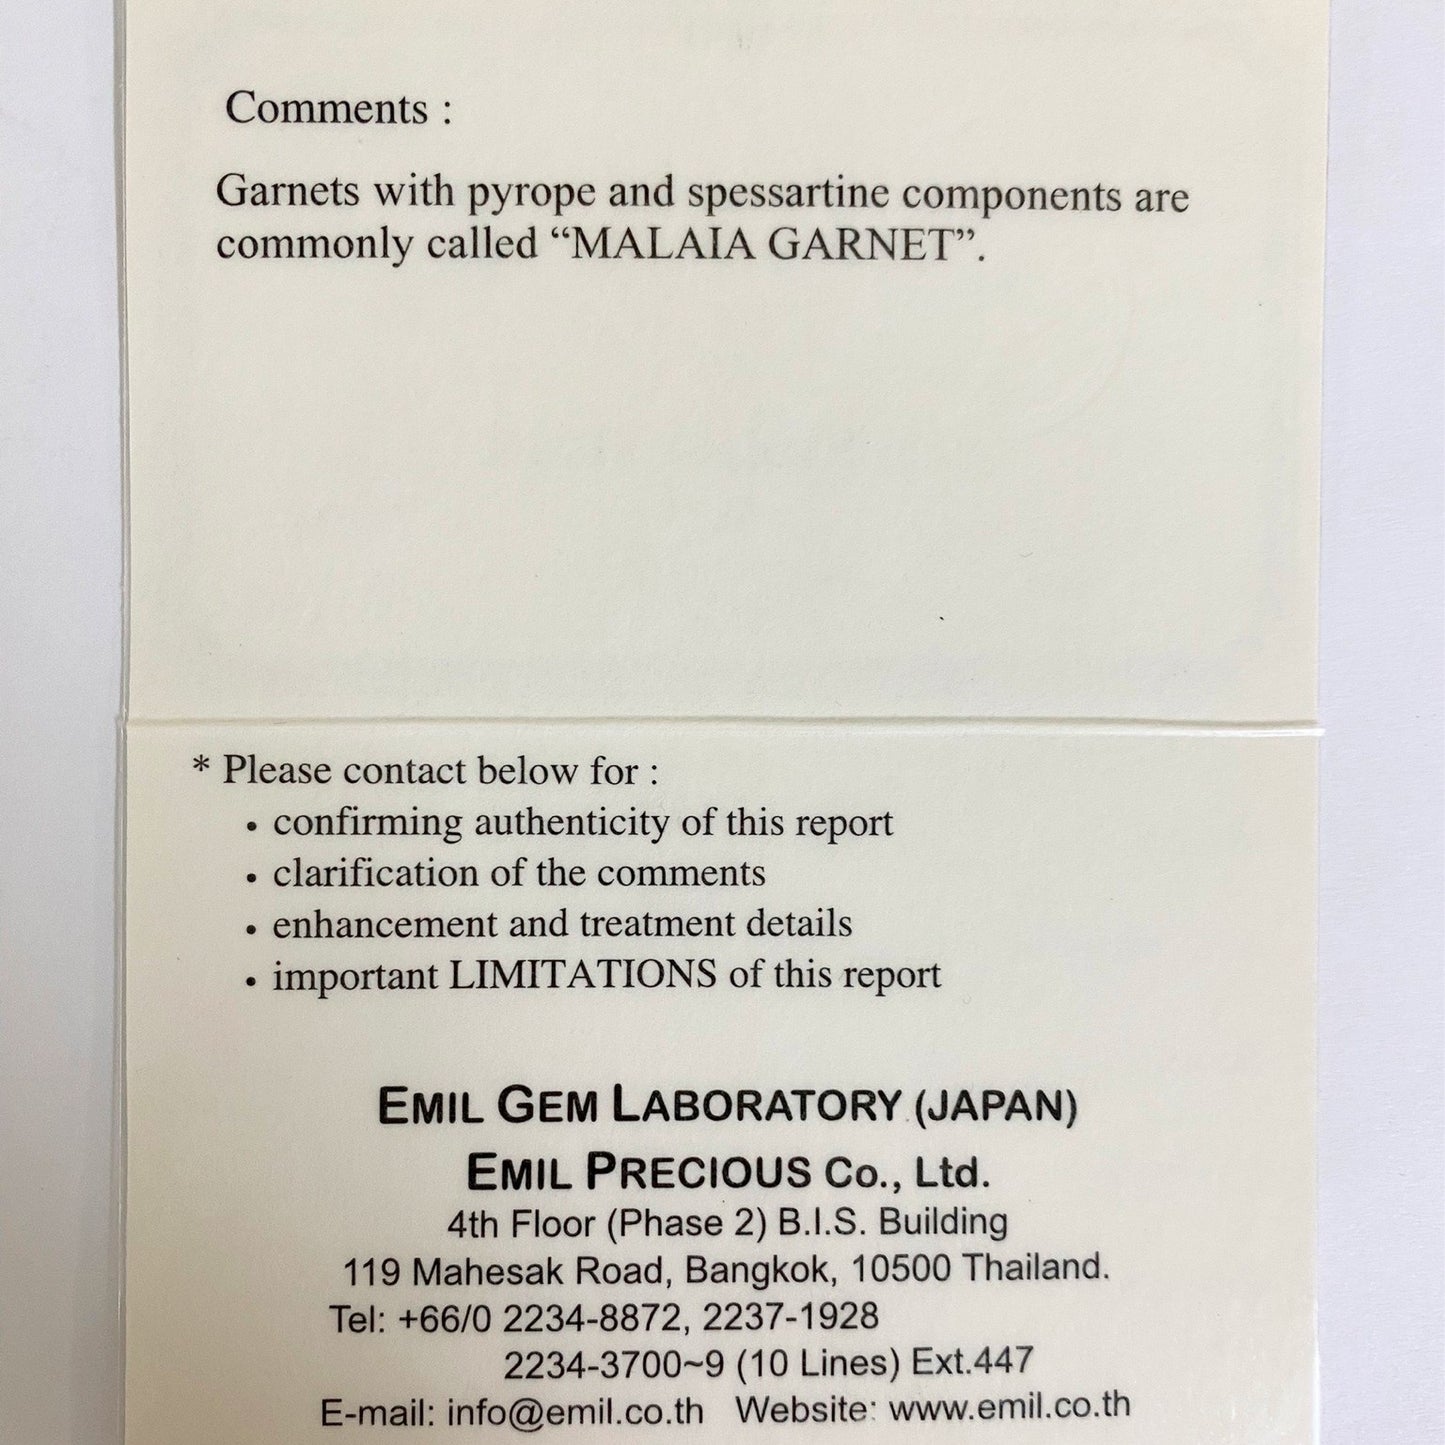 Comments :
Garnets with pyrope and spessartine components are
commonly called “MALAIA GARNET”.
* Please contact below for :
• confirming authenticity of this report
• clarification of the comments
• enhancement and treatment details
• important LIMITATIONS of this report
EMIL GEM LABORATORY (JAPAN)
EMIL PRECIOUS Co., Ltd.
4th Floor (Phase 2) B.I.S. Building
119 Mahesak Road, Bangkok, 10500 Thailand.
Tel: +66/0 2234-8872, 2237-1928
2234-3700~9 (10 Lines) Ext.447
E-mail: info@emil.co.th Website: www.emil.co.th